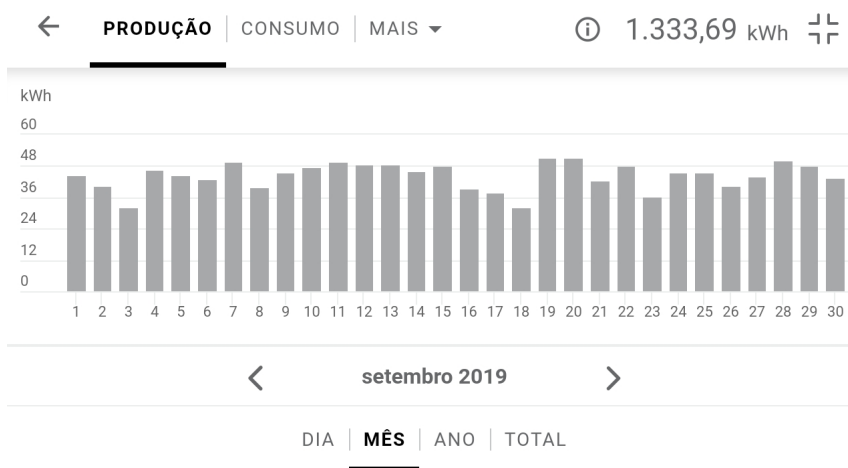 PRODUÇÃO CONSUMO MAIS 1.333,69 kWh
kWh
60
48
36
24
12
0
1 2 3 4 5 6 7 8 9 10 11 12 13 14 15 16 17 18 19 20 21 22 23 24 25 26 27 28 29 30
setembro 2019
DIA MÊS ANO TOTAL